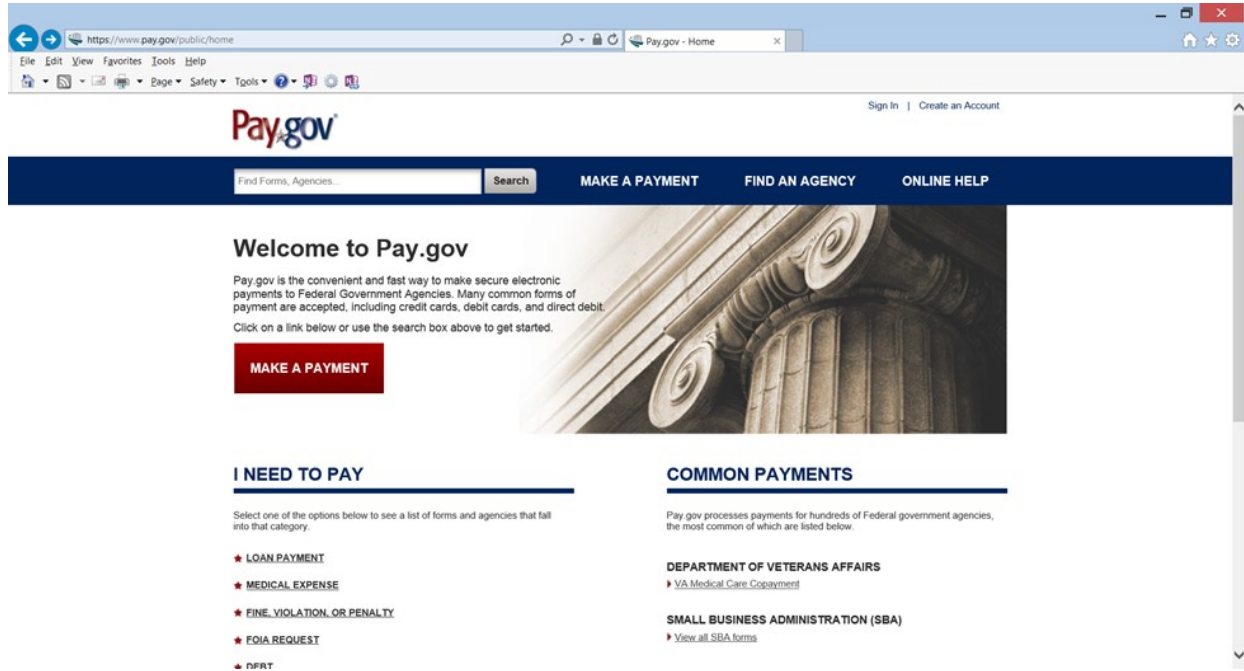 https://www.pay.gov/public/home
Pay.gov - Home
File Edit View Favorites Tools Help
Page Safety Tools
Sign In | Create an Account
Pay.gov
Find Forms, Agencies...
Search
MAKE A PAYMENT
FIND AN AGENCY
ONLINE HELP
Welcome to Pay.gov
Pay.gov is the convenient and fast way to make secure electronic
payments to Federal Government Agencies. Many common forms of
payment are accepted, including credit cards, debit cards, and direct debit.
Click on a link below or use the search box above to get started.
MAKE A PAYMENT
I NEED TO PAY
Select one of the options below to see a list of forms and agencies that fall
into that category.
LOAN PAYMENT
MEDICAL EXPENSE
FINE, VIOLATION, OR PENALTY
FOIA REQUEST
DEBT
COMMON PAYMENTS
Pay.gov processes payments for hundreds of Federal government agencies,
the most common of which are listed below.
DEPARTMENT OF VETERANS AFFAIRS
VA Medical Care Copayment
SMALL BUSINESS ADMINISTRATION (SBA)
View all SBA forms